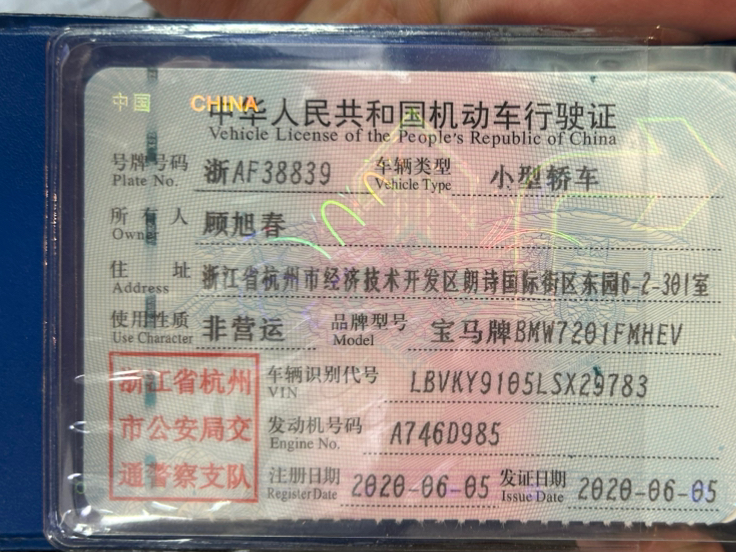 中国 CHINA
中华人民共和国机动车行驶证
Vehicle License of the People's Republic of China
号牌号码 浙AF38839 车辆类型 小型轿车
Plate No. Vehicle Type
所有人 顾旭春
Owner
住址 浙江省杭州市经济技术开发区朗诗国际街区东园6-2-301室
Address
使用性质 非营运 品牌型号 宝马牌BMW7201FMHEV
Use Character Model
浙江省杭州 车辆识别代号 LBVKY9105LSX29783
VIN
市公安局交 发动机号码 A746D985
Engine No.
通警察支队 注册日期 2020-06-05 发证日期 2020-06-05
Register Date Issue Date